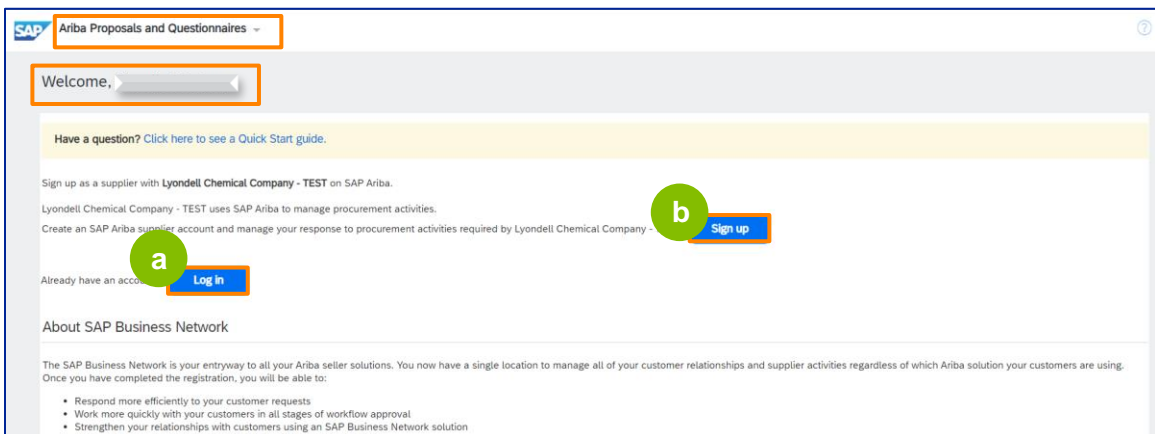 SAP Ariba Proposals and Questionnaires
Welcome,
Have a question? Click here to see a Quick Start guide.
Sign up as a supplier with Lyondell Chemical Company - TEST on SAP Ariba.
Lyondell Chemical Company - TEST uses SAP Ariba to manage procurement activities.
Create an SAP Ariba supplier account and manage your response to procurement activities required by Lyondell Chemical Company - b Sign up
a
Already have an Log in
About SAP Business Network
The SAP Business Network is your entryway to all your Ariba seller solutions. You now have a single location to manage all of your customer relationships and supplier activities regardless of which Ariba solution your customers are using.
Once you have completed the registration, you will be able to:
• Respond more efficiently to your customer requests
• Work more quickly with your customers in all stages of workflow approval
• Strengthen your relationships with customers using an SAP Business Network solution